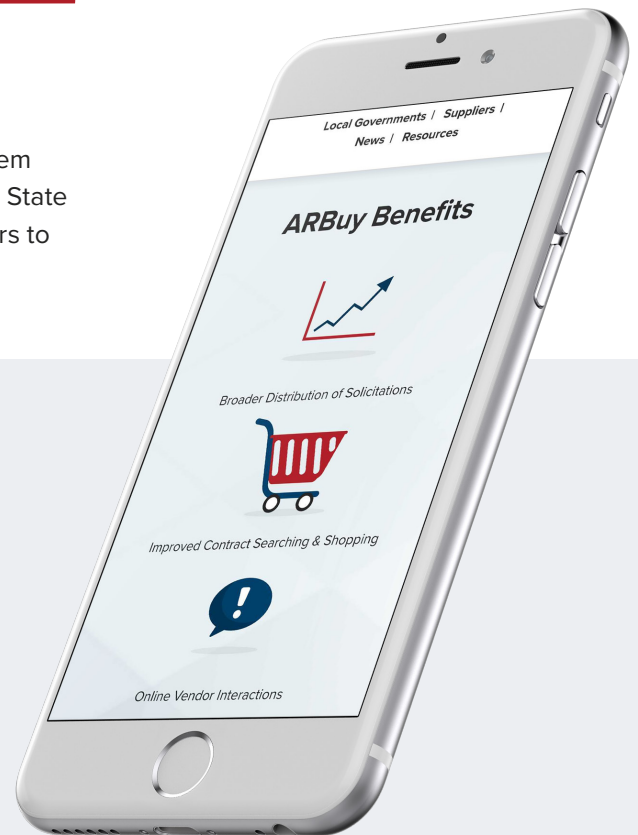 em
State
rs to
Local Governments | Suppliers |
News | Resources
ARBuy Benefits
Broader Distribution of Solicitations
Improved Contract Searching & Shopping
!
Online Vendor Interactions